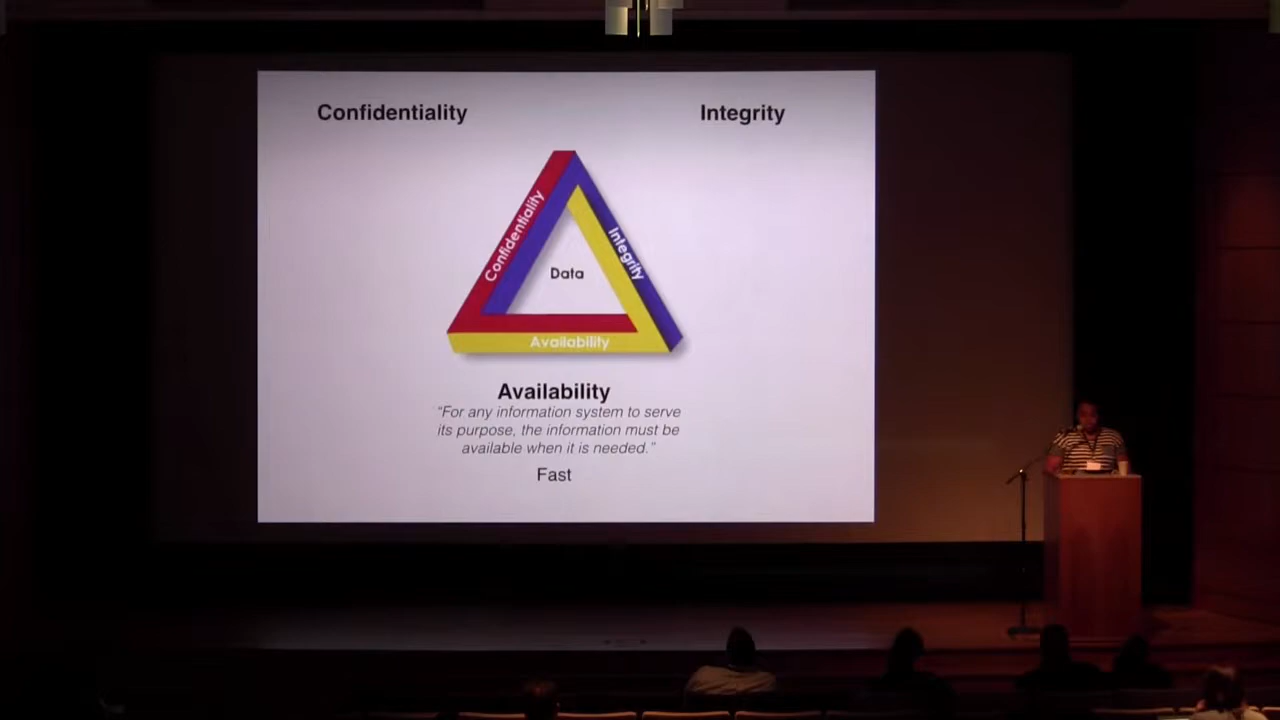 Confidentiality
Integrity
Confidentiality
Integrity
Data
Availability
Availability
“For any information system to serve
its purpose, the information must be
available when it is needed.”
Fast